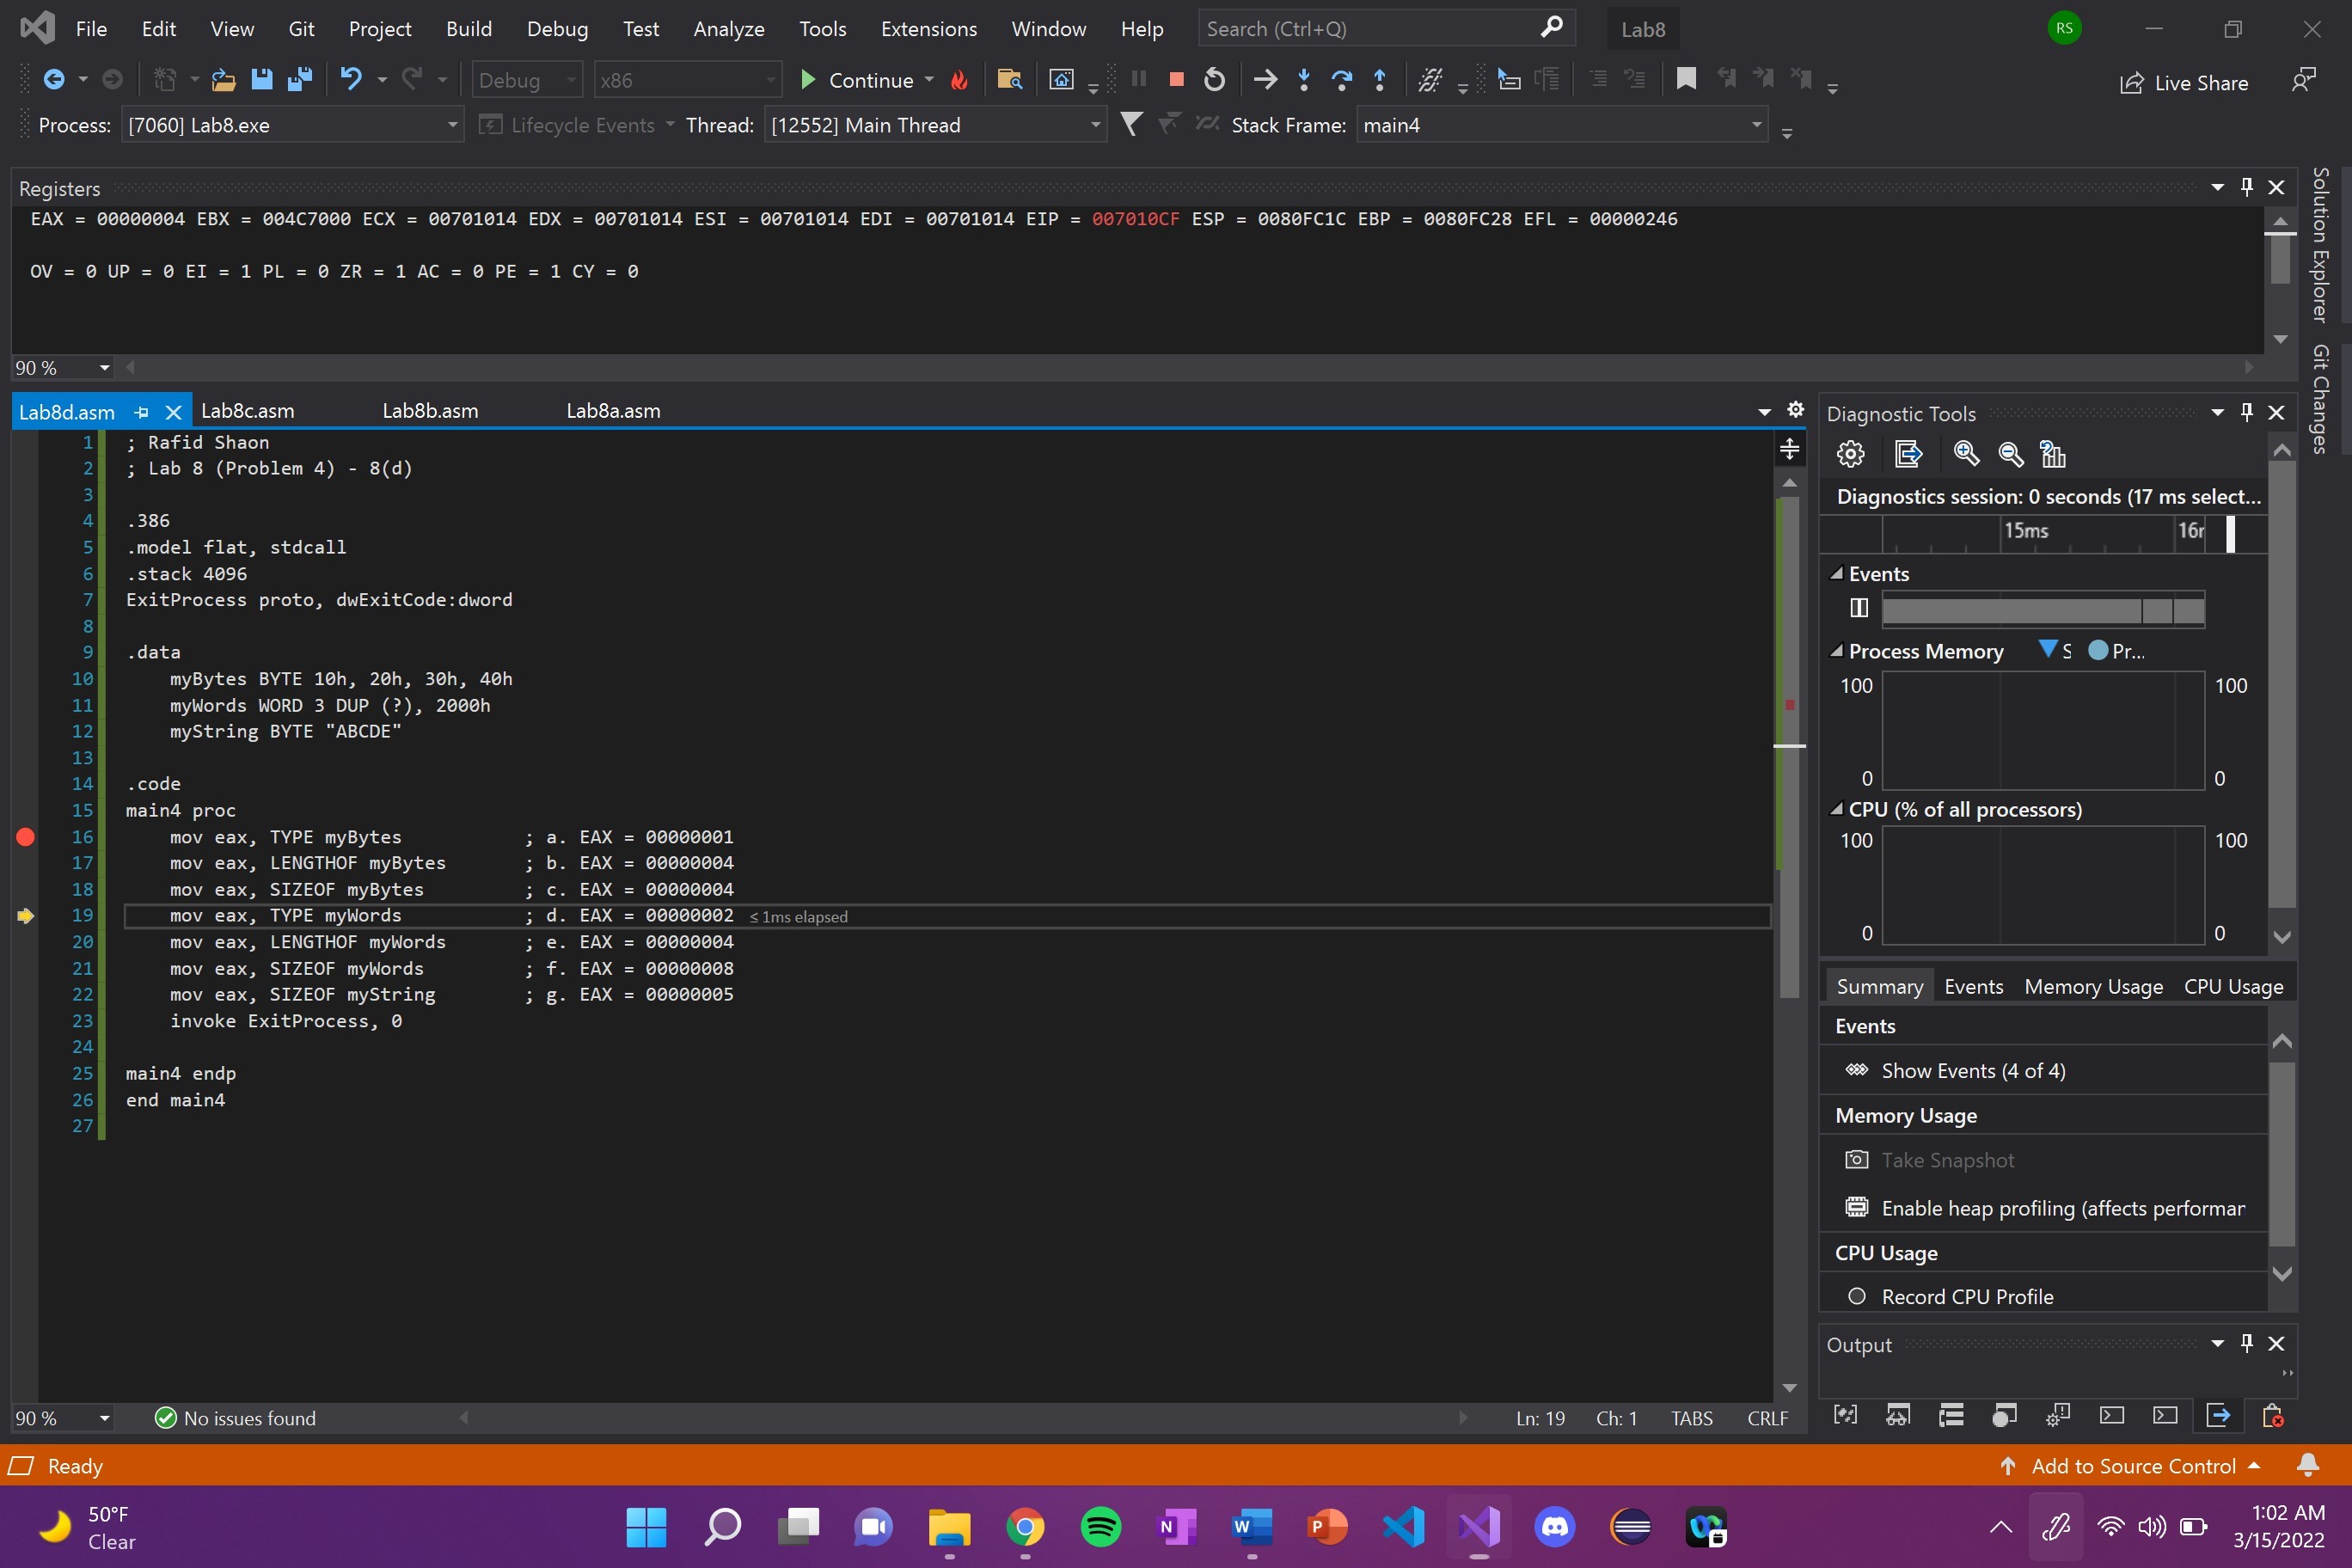 File Edit View Git Project Build Debug Test Analyze Tools Extensions Window Help Search (Ctrl+Q) Lab8 RS
Debug x86 Continue Live Share
Process: [7060] Lab8.exe Lifecycle Events Thread: [12552] Main Thread Stack Frame: main4
Registers
EAX = 00000004 EBX = 004C7000 ECX = 00701014 EDX = 00701014 ESI = 00701014 EDI = 00701014 EIP = 007010CF ESP = 0080FC1C EBP = 0080FC28 EFL = 00000246
OV = 0 UP = 0 EI = 1 PL = 0 ZR = 1 AC = 0 PE = 1 CY = 0
90 %
Solution Explorer
Git Changes
Lab8d.asm Lab8c.asm Lab8b.asm Lab8a.asm
1 ; Rafid Shaon
2 ; Lab 8 (Problem 4) - 8(d)
3
4 .386
5 .model flat, stdcall
6 .stack 4096
7 ExitProcess proto, dwExitCode:dword
8
9 .data
10 myBytes BYTE 10h, 20h, 30h, 40h
11 myWords WORD 3 DUP (?), 2000h
12 myString BYTE "ABCDE"
13
14 .code
15 main4 proc
16 mov eax, TYPE myBytes ; a. EAX = 00000001
17 mov eax, LENGTHOF myBytes ; b. EAX = 00000004
18 mov eax, SIZEOF myBytes ; c. EAX = 00000004
19 mov eax, TYPE myWords ; d. EAX = 00000002 ≤ 1ms elapsed
20 mov eax, LENGTHOF myWords ; e. EAX = 00000004
21 mov eax, SIZEOF myWords ; f. EAX = 00000008
22 mov eax, SIZEOF myString ; g. EAX = 00000005
23 invoke ExitProcess, 0
24
25 main4 endp
26 end main4
27
90 % No issues found Ln: 19 Ch: 1 TABS CRLF
Diagnostic Tools
Diagnostics session: 0 seconds (17 ms select...
15ms 16m
Events
Process Memory S Pr...
100 100
0 0
CPU (% of all processors)
100 100
0 0
Summary Events Memory Usage CPU Usage
Events
Show Events (4 of 4)
Memory Usage
Take Snapshot
Enable heap profiling (affects performan
CPU Usage
Record CPU Profile
Output
Ready Add to Source Control
50°F
Clear
1:02 AM
3/15/2022